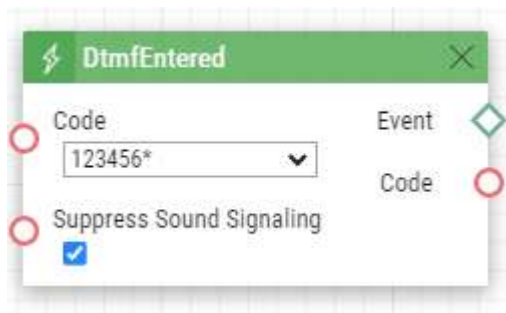 DtmfEntered
Code
Event
123456*
Code
Suppress Sound Signaling